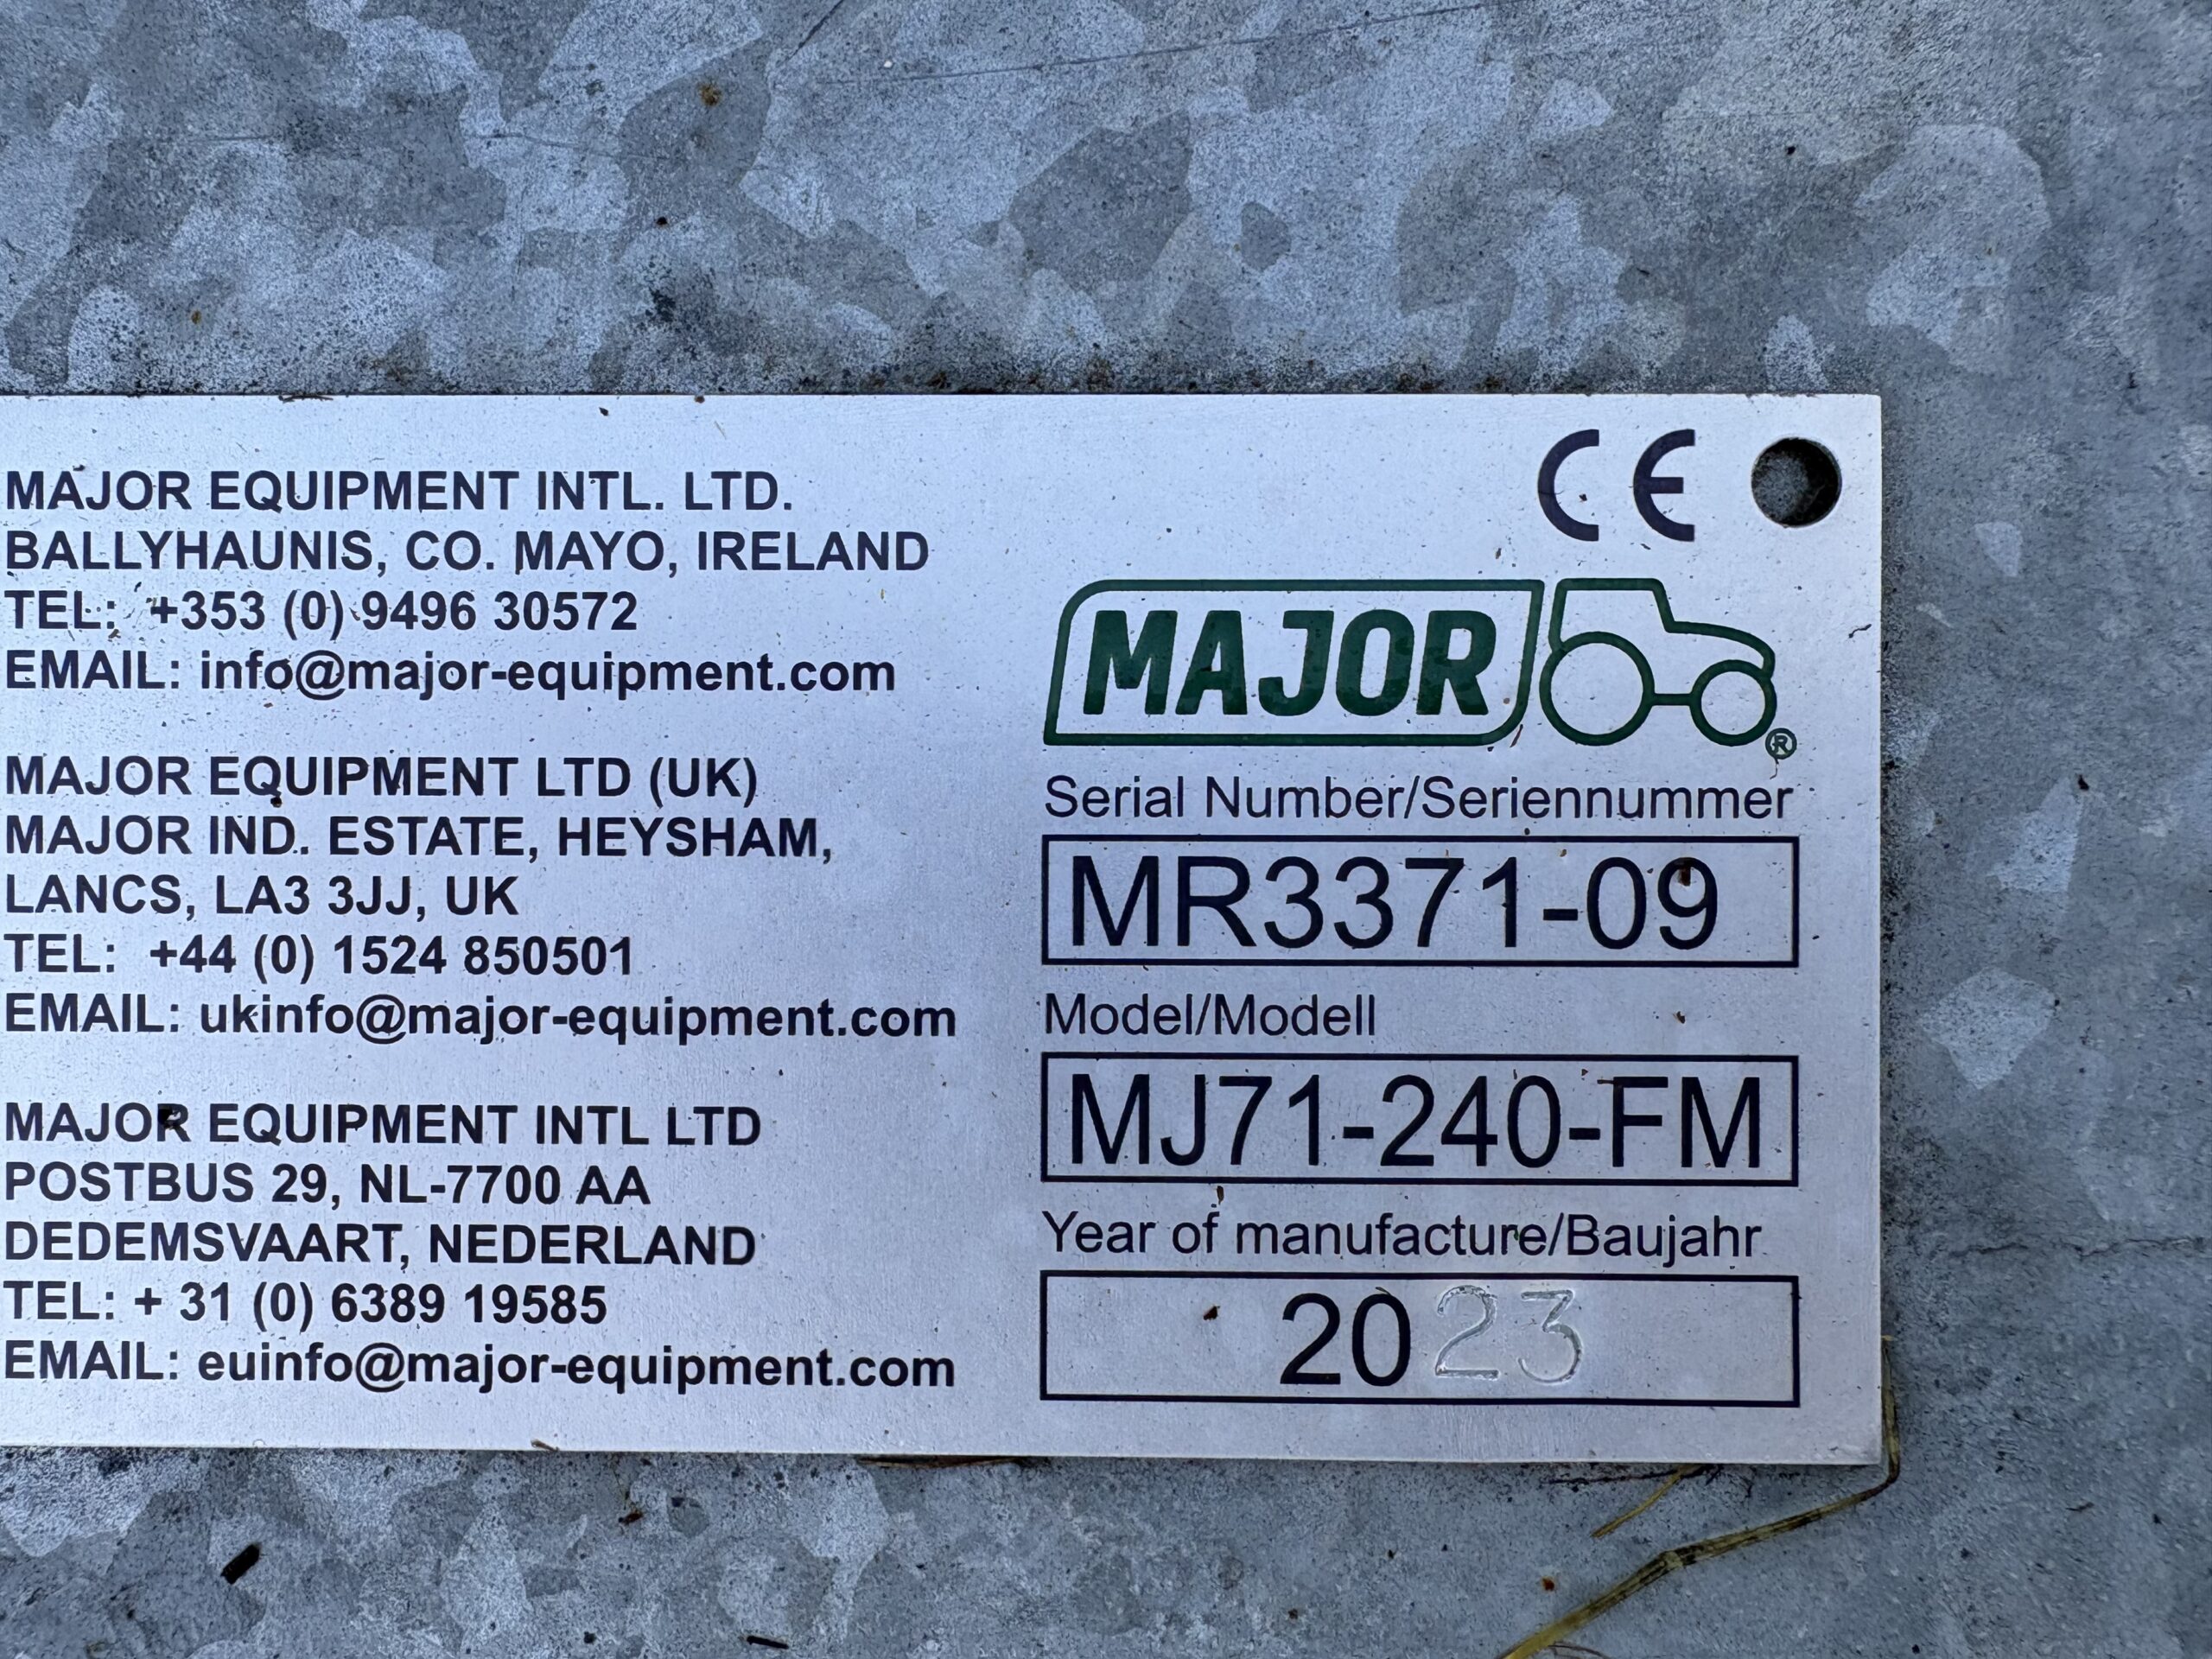 MAJOR EQUIPMENT INTL. LTD.
BALLYHAUNIS, CO. MAYO, IRELAND
TEL: +353 (0) 9496 30572
EMAIL: info@major-equipment.com
MAJOR EQUIPMENT LTD (UK)
MAJOR IND. ESTATE, HEYSHAM,
LANCS, LA3 3JJ, UK
TEL: +44 (0) 1524 850501
EMAIL: ukinfo@major-equipment.com
MAJOR EQUIPMENT INTL LTD
POSTBUS 29, NL-7700 AA
DEDEMSVAART, NEDERLAND
TEL: + 31 (0) 6389 19585
EMAIL: euinfo@major-equipment.com
CE
MAJOR ®
Serial Number/Seriennummer
MR3371-09
Model/Modell
MJ71-240-FM
Year of manufacture/Baujahr
2023